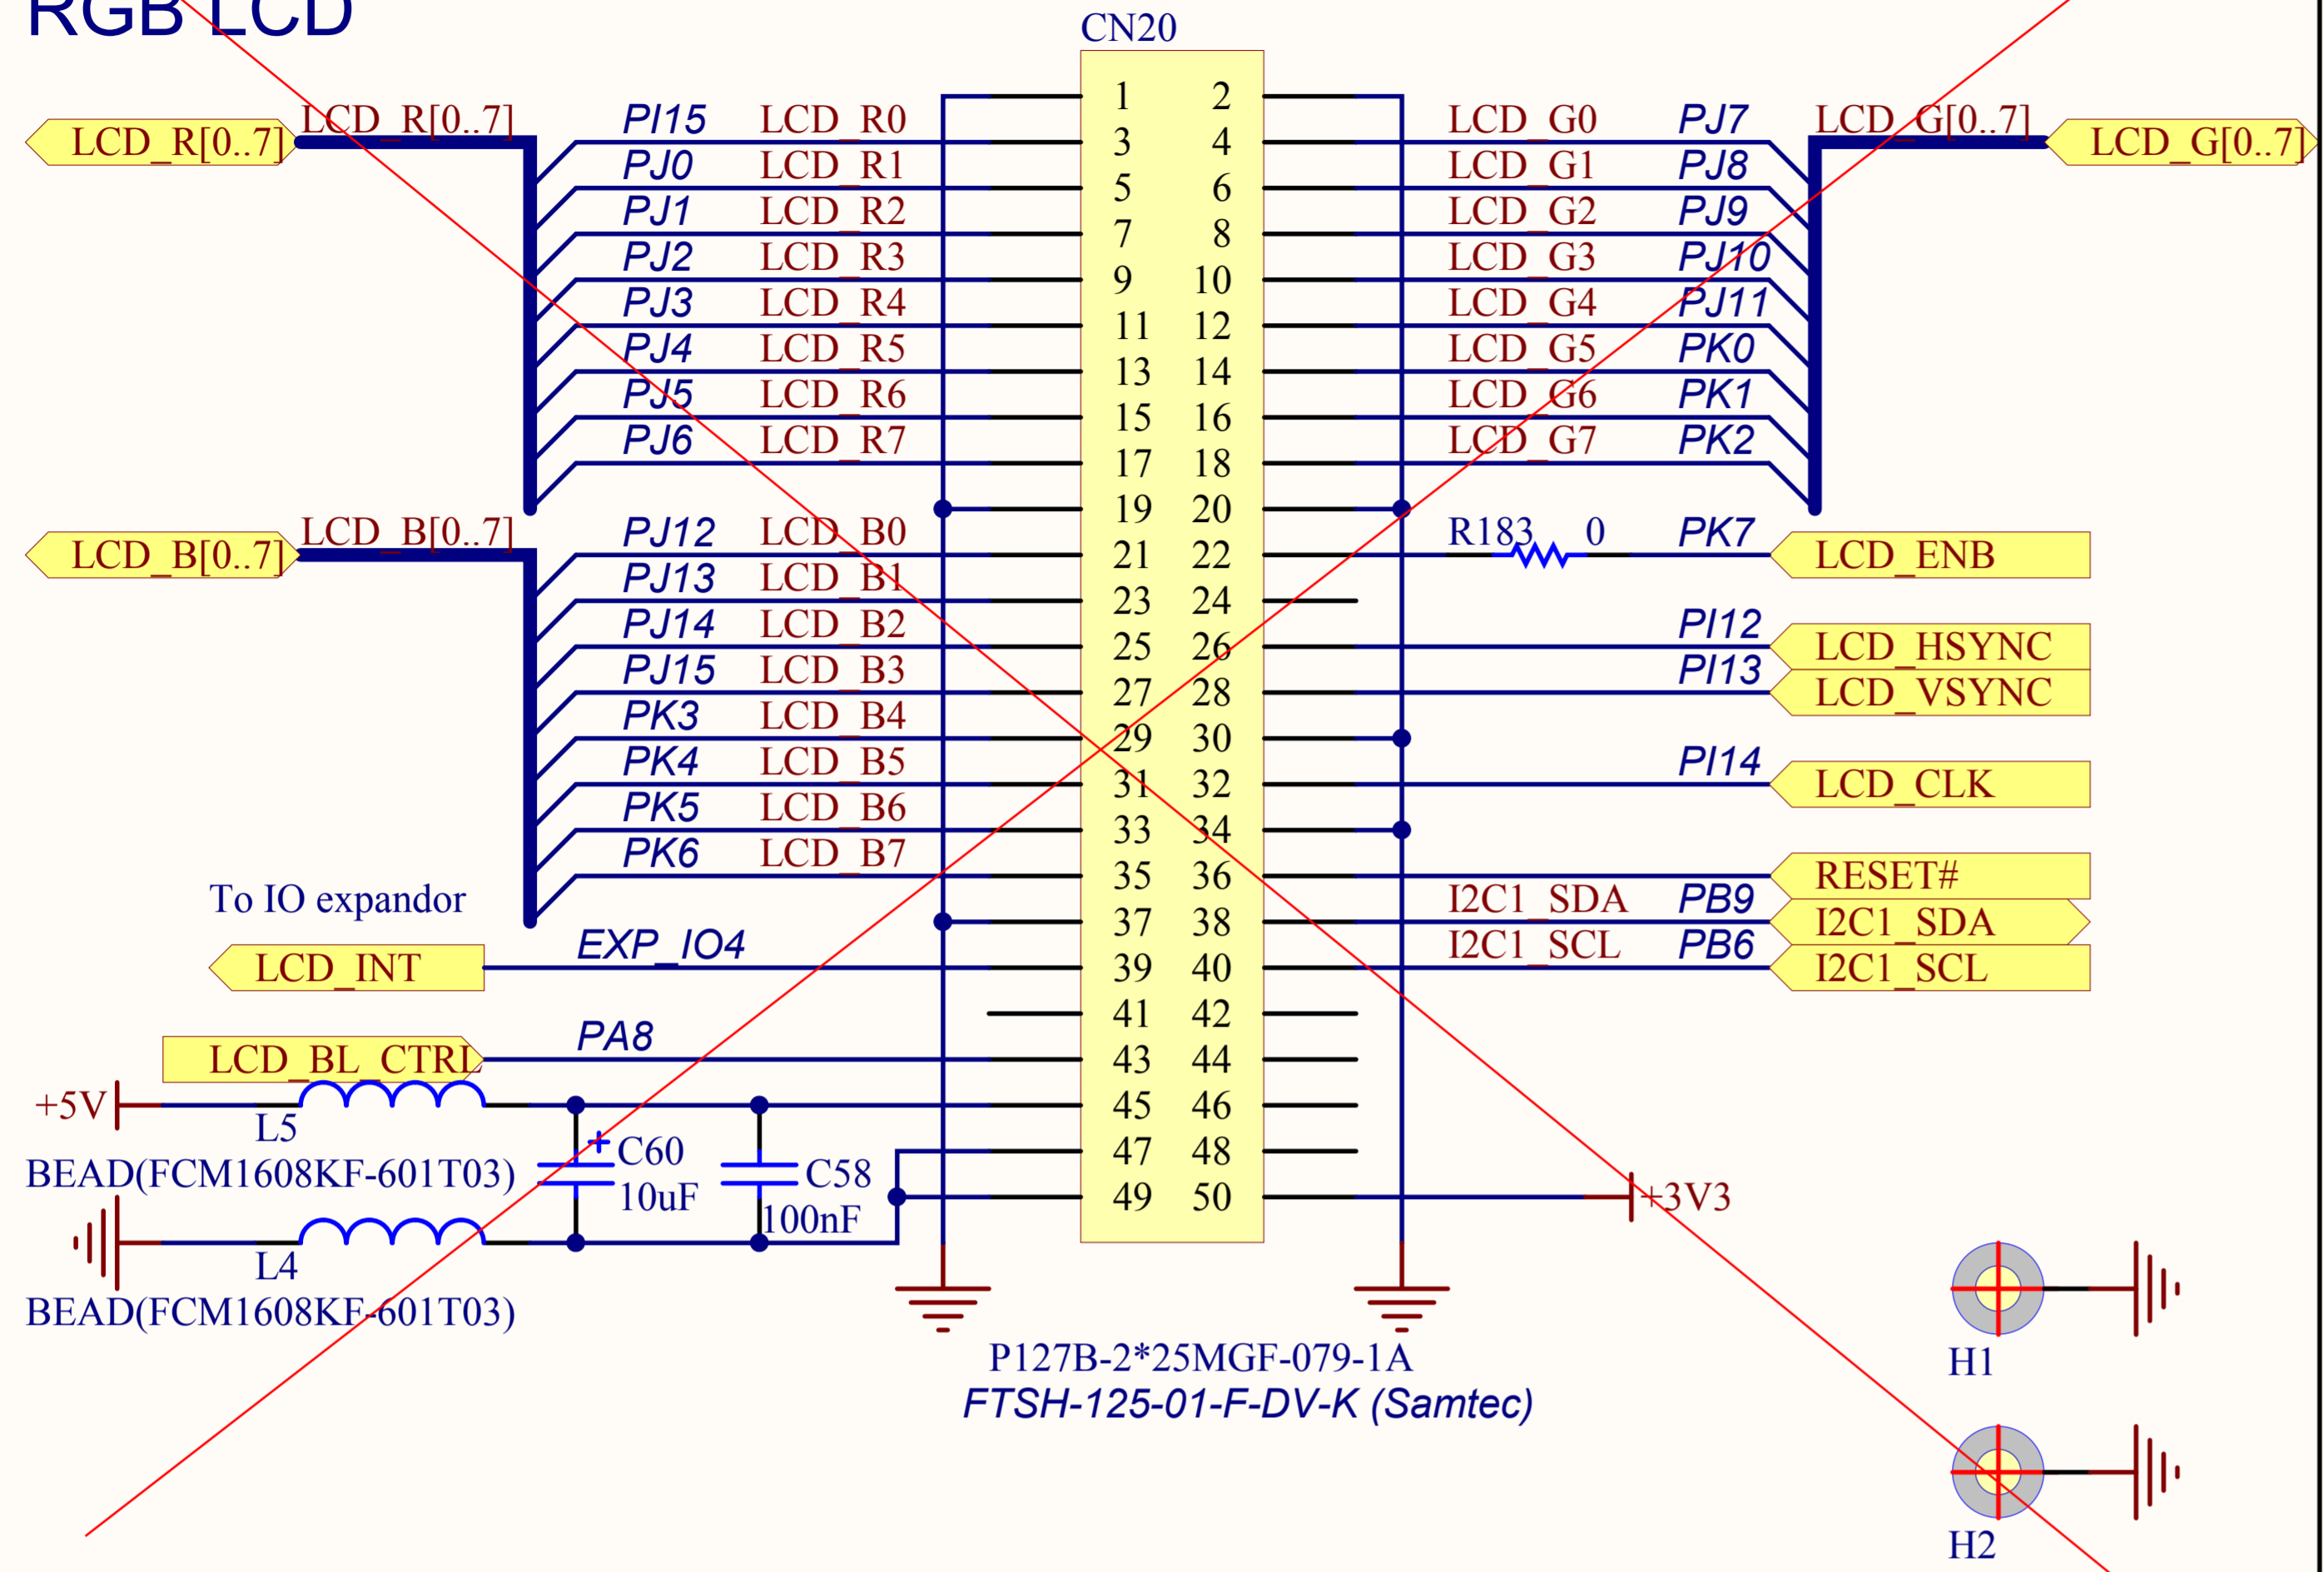 RGB LCD
CN20
1 2
LCD_R[0..7] LCD_R[0..7] PI15 LCD_R0 3 4 LCD_G0 PJ7 LCD_G[0..7] LCD_G[0..7]
PJ0 LCD_R1 5 6 LCD_G1 PJ8
PJ1 LCD_R2 7 8 LCD_G2 PJ9
PJ2 LCD_R3 9 10 LCD_G3 PJ10
PJ3 LCD_R4 11 12 LCD_G4 PJ11
PJ4 LCD_R5 13 14 LCD_G5 PK0
PJ5 LCD_R6 15 16 LCD_G6 PK1
PJ6 LCD_R7 17 18 LCD_G7 PK2
19 20
LCD_B[0..7] LCD_B[0..7] PJ12 LCD_B0 21 22 R183 0 PK7 LCD_ENB
PJ13 LCD_B1 23 24
PJ14 LCD_B2 25 26 PI12 LCD_HSYNC
PJ15 LCD_B3 27 28 PI13 LCD_VSYNC
PK3 LCD_B4 29 30
PK4 LCD_B5 31 32 PI14 LCD_CLK
PK5 LCD_B6 33 34
PK6 LCD_B7 35 36 RESET#
To IO expandor 37 38 I2C1_SDA PB9 I2C1_SDA
LCD_INT EXP_IO4 39 40 I2C1_SCL PB6 I2C1_SCL
41 42
LCD_BL_CTRL PA8 43 44
+5V L5 45 46
BEAD(FCM1608KF-601T03) + C60 C58 47 48
10uF 100nF 49 50 +3V3
L4
BEAD(FCM1608KF-601T03)
P127B-2*25MGF-079-1A
FTSH-125-01-F-DV-K (Samtec)
H1
H2